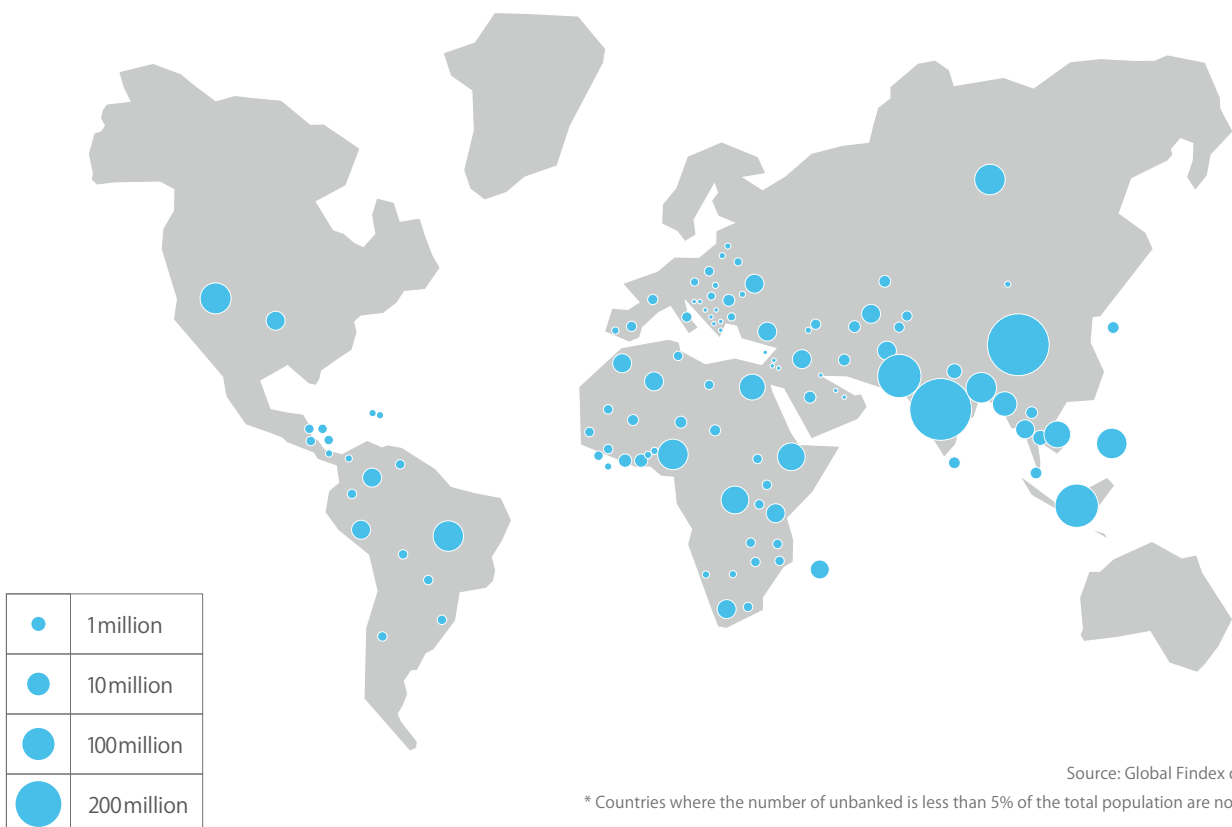 1 million
10 million
100 million
200 million
Source: Global Findex
* Countries where the number of unbanked is less than 5% of the total population are